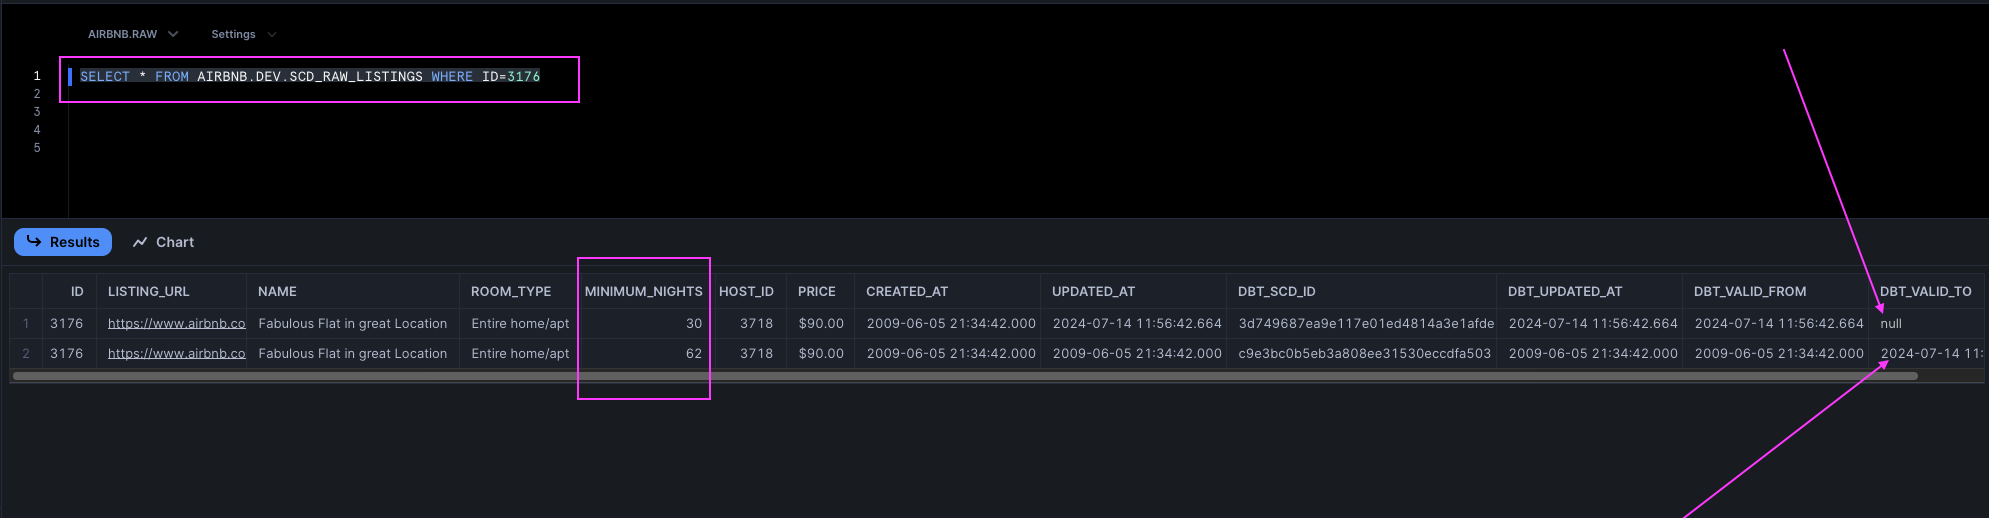 AIRBNB.RAW Settings
1 SELECT * FROM AIRBNB.DEV.SCD_RAW_LISTINGS WHERE ID=3176
2
3
4
5
Results Chart
ID LISTING_URL NAME ROOM_TYPE MINIMUM_NIGHTS HOST_ID PRICE CREATED_AT UPDATED_AT DBT_SCD_ID DBT_UPDATED_AT DBT_VALID_FROM DBT_VALID_TO
1 3176 https://www.airbnb.co Fabulous Flat in great Location Entire home/apt 30 3718 $90.00 2009-06-05 21:34:42.000 2024-07-14 11:56:42.664 3d749687ea9e117e01ed4814a3e1afde 2024-07-14 11:56:42.664 2024-07-14 11:56:42.664 null
2 3176 https://www.airbnb.co Fabulous Flat in great Location Entire home/apt 62 3718 $90.00 2009-06-05 21:34:42.000 2009-06-05 21:34:42.000 c9e3bc0b5eb3a808ee31530eccdfa503 2009-06-05 21:34:42.000 2009-06-05 21:34:42.000 2024-07-14 11: